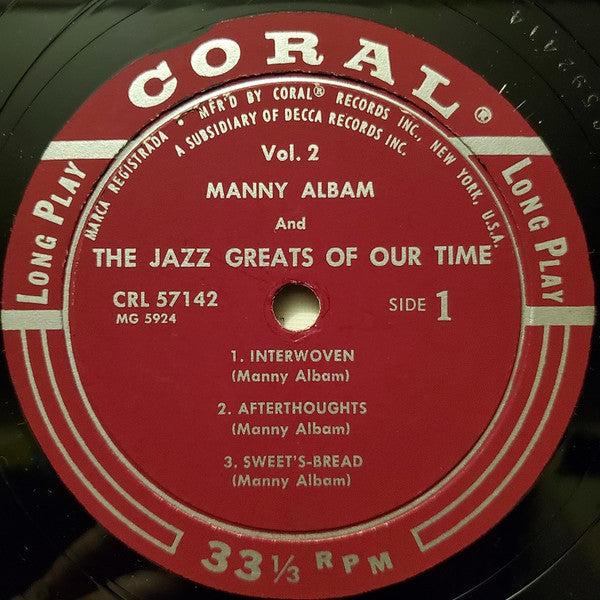 CORAL®
MARCA REGISTRADA • MFR'D BY CORAL® RECORDS INC., NEW YORK, U.S.A.
A SUBSIDIARY OF DECCA RECORDS INC.
LONG PLAY
LONG PLAY
Vol. 2
MANNY ALBAM
And
THE JAZZ GREATS OF OUR TIME
CRL 57142
MG 5924
SIDE 1
1. INTERWOVEN
(Manny Albam)
2. AFTERTHOUGHTS
(Manny Albam)
3. SWEET'S-BREAD
(Manny Albam)
33 1/3 RPM